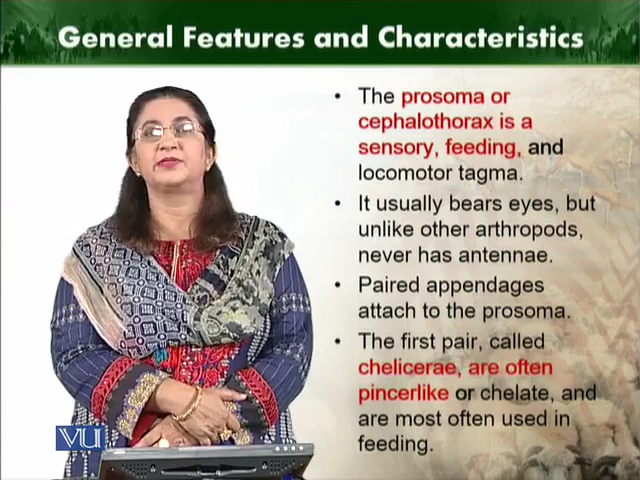 General Features and Characteristics
• The prosoma or
cephalothorax is a
sensory, feeding, and
locomotor tagma.
• It usually bears eyes, but
unlike other arthropods,
never has antennae.
• Paired appendages
attach to the prosoma.
• The first pair, called
chelicerae, are often
pincerlike or chelate, and
are most often used in
feeding.
VU